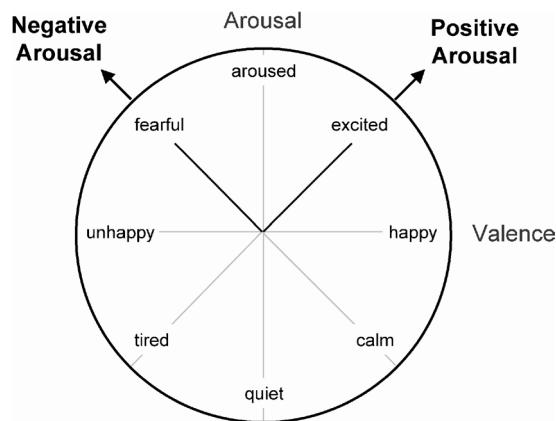 Negative
Arousal
Arousal
Positive
Arousal
aroused
fearful
excited
unhappy
happy
Valence
tired
calm
quiet